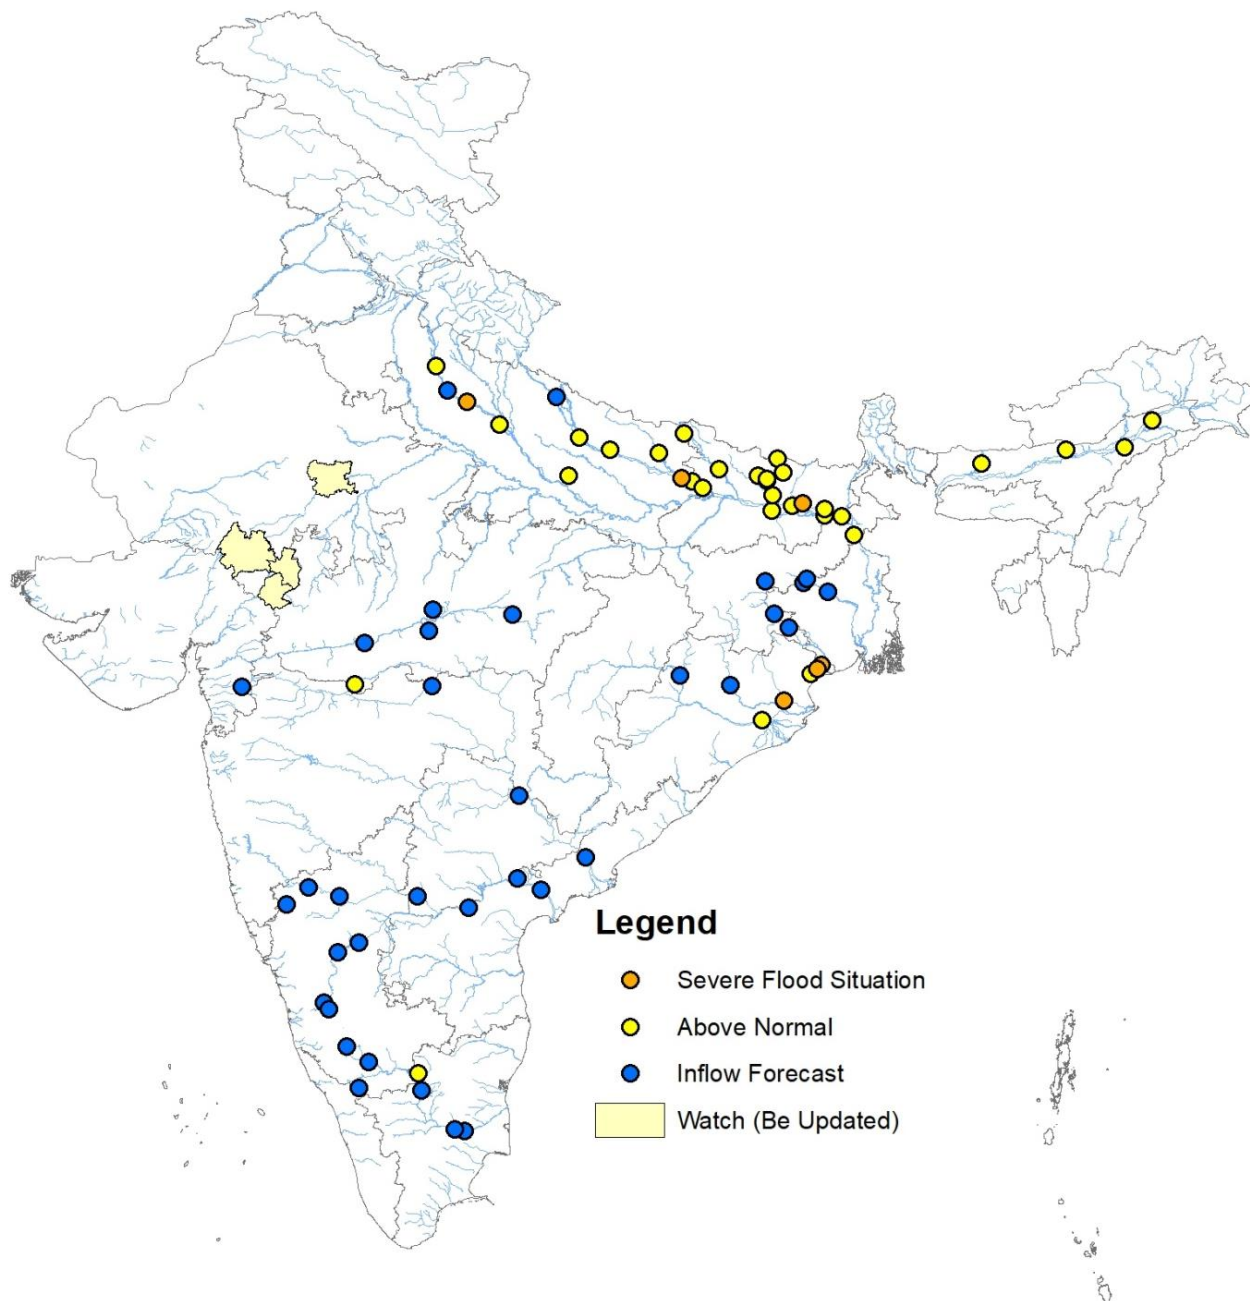 Legend
Severe Flood Situation
Above Normal
Inflow Forecast
Watch (Be Updated)